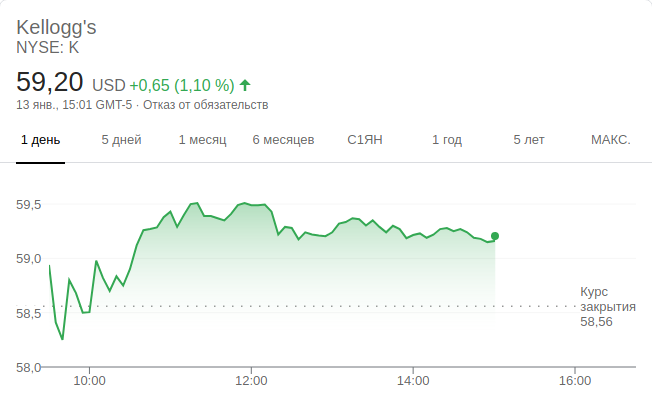 Kellogg's
NYSE: K
59,20 USD +0,65 (1,10 %)
13 янв., 15:01 GMT-5 · Отказ от обязательств
1 день 5 дней 1 месяц 6 месяцев С1ЯН 1 год 5 лет МАКС.
59,5
59,0
58,5
58,0
Курс
закрытия
58,56
10:00 12:00 14:00 16:00